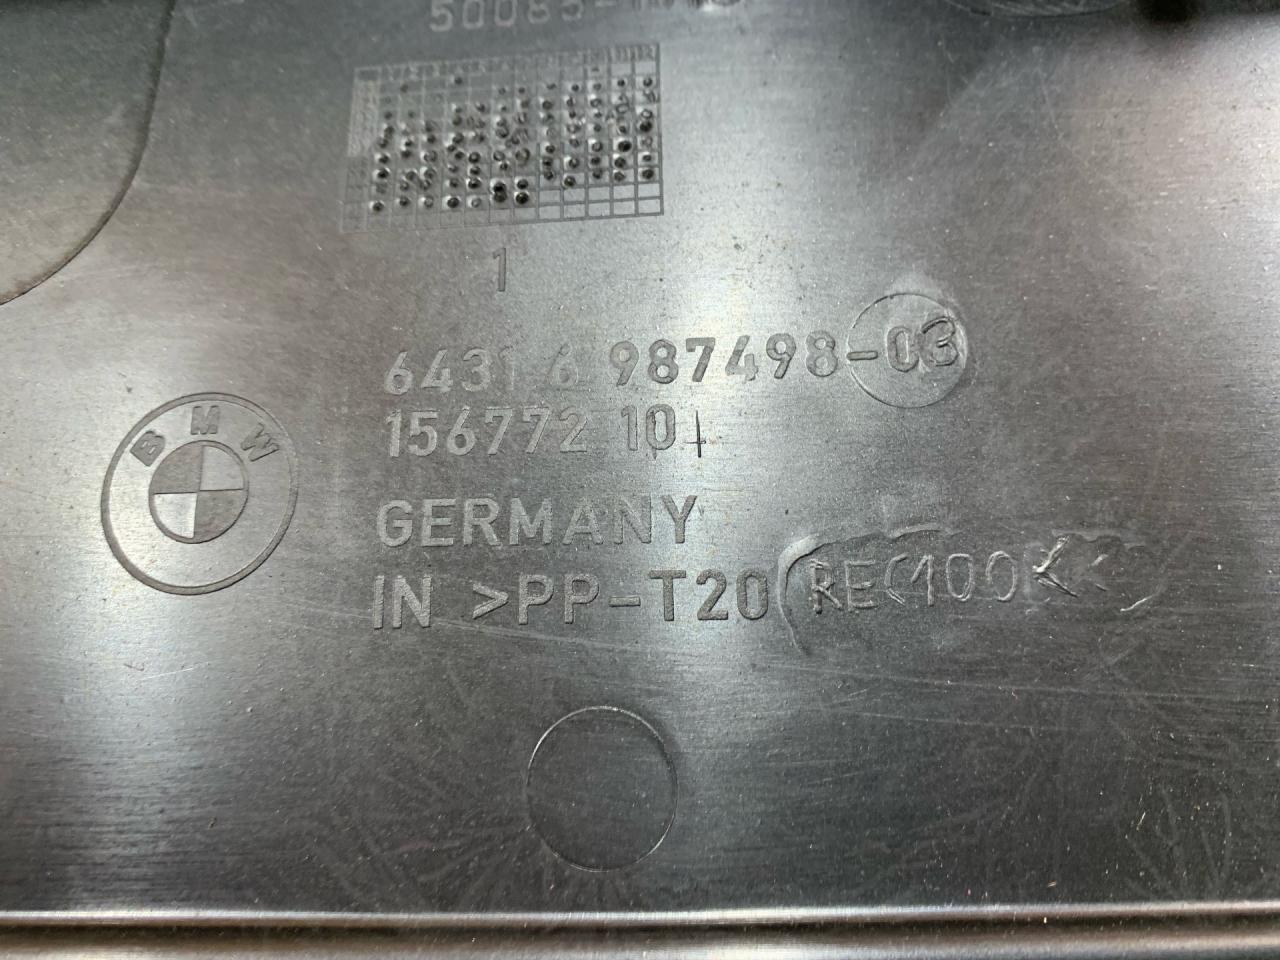 1
6431 6 987498-03
156772 10
BMW
GERMANY
IN >PP-T20(REC100<